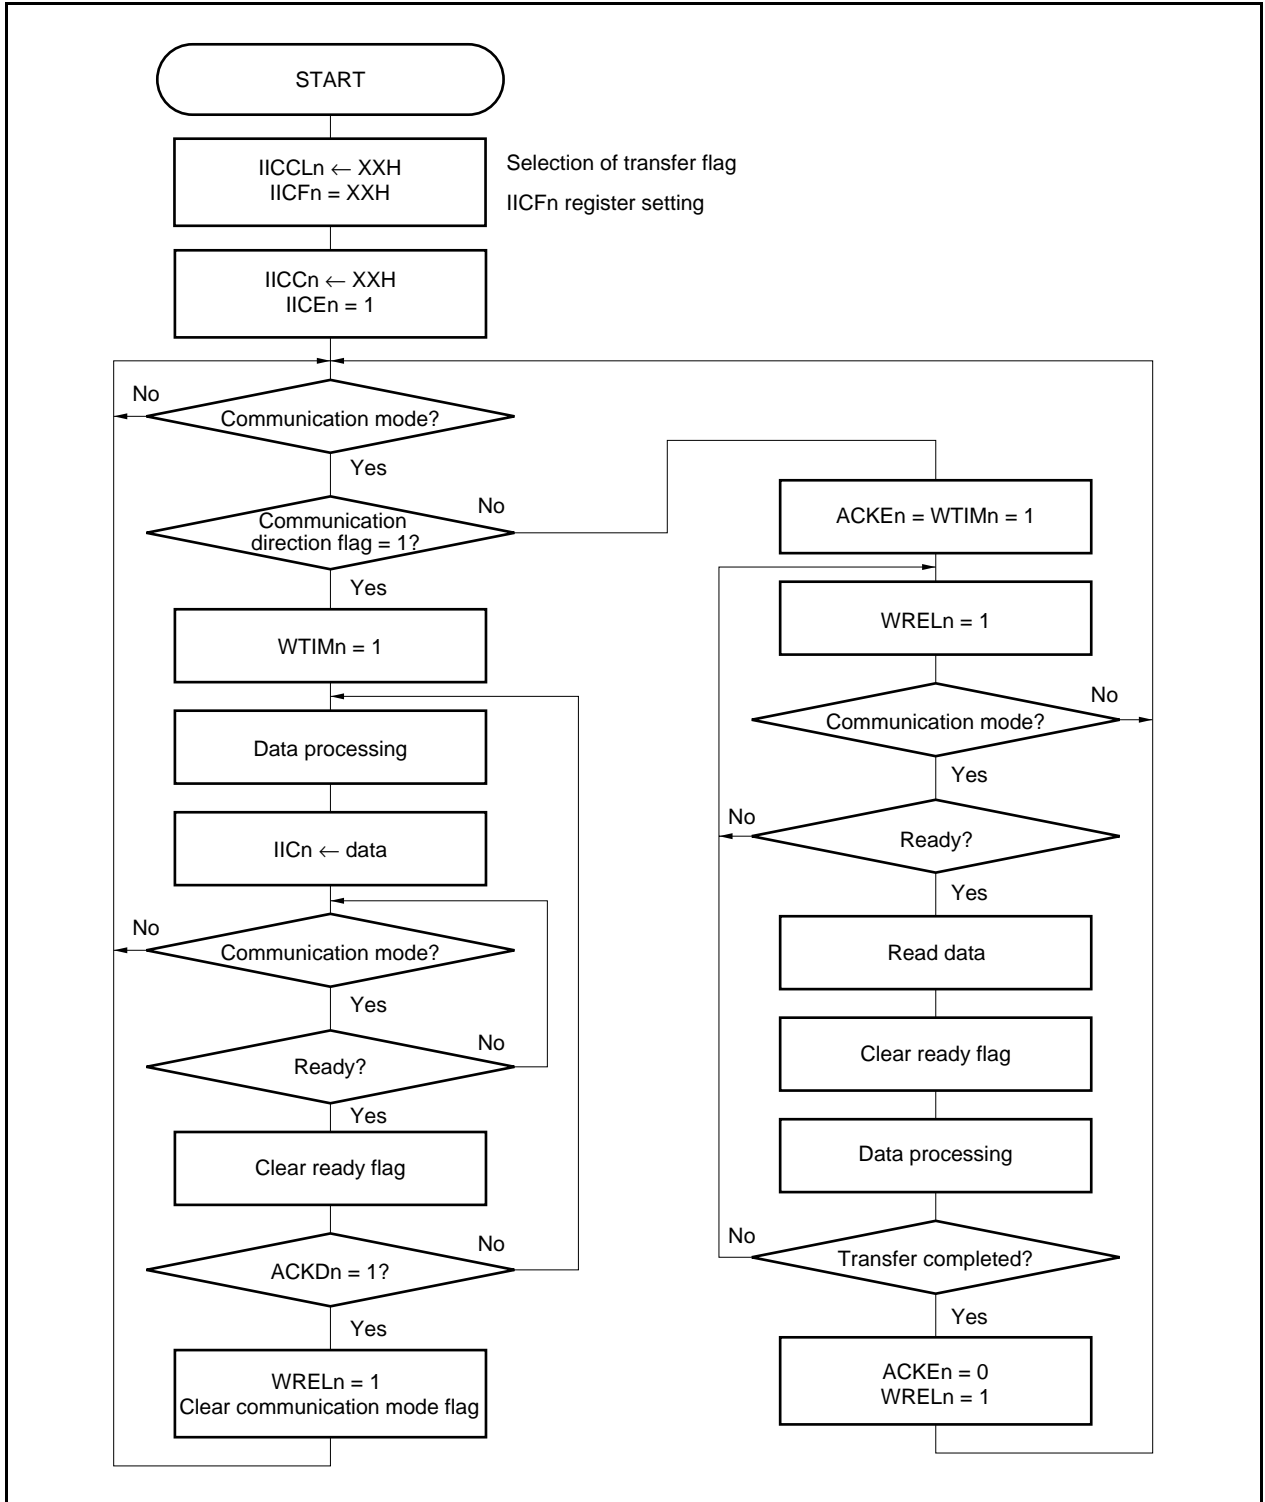 START
IICCLn ← XXH
IICFn = XXH
Selection of transfer flag
IICFn register setting
IICCn ← XXH
IICEn = 1
No
Communication mode?
Yes
Communication
direction flag = 1?
No
Yes
WTIMn = 1
Data processing
IICn ← data
No
Communication mode?
Yes
Ready?
No
Yes
Clear ready flag
ACKDn = 1?
No
Yes
WRELn = 1
Clear communication mode flag
ACKEn = WTIMn = 1
WRELn = 1
Communication mode?
No
Yes
No
Ready?
Yes
Read data
Clear ready flag
Data processing
No
Transfer completed?
Yes
ACKEn = 0
WRELn = 1